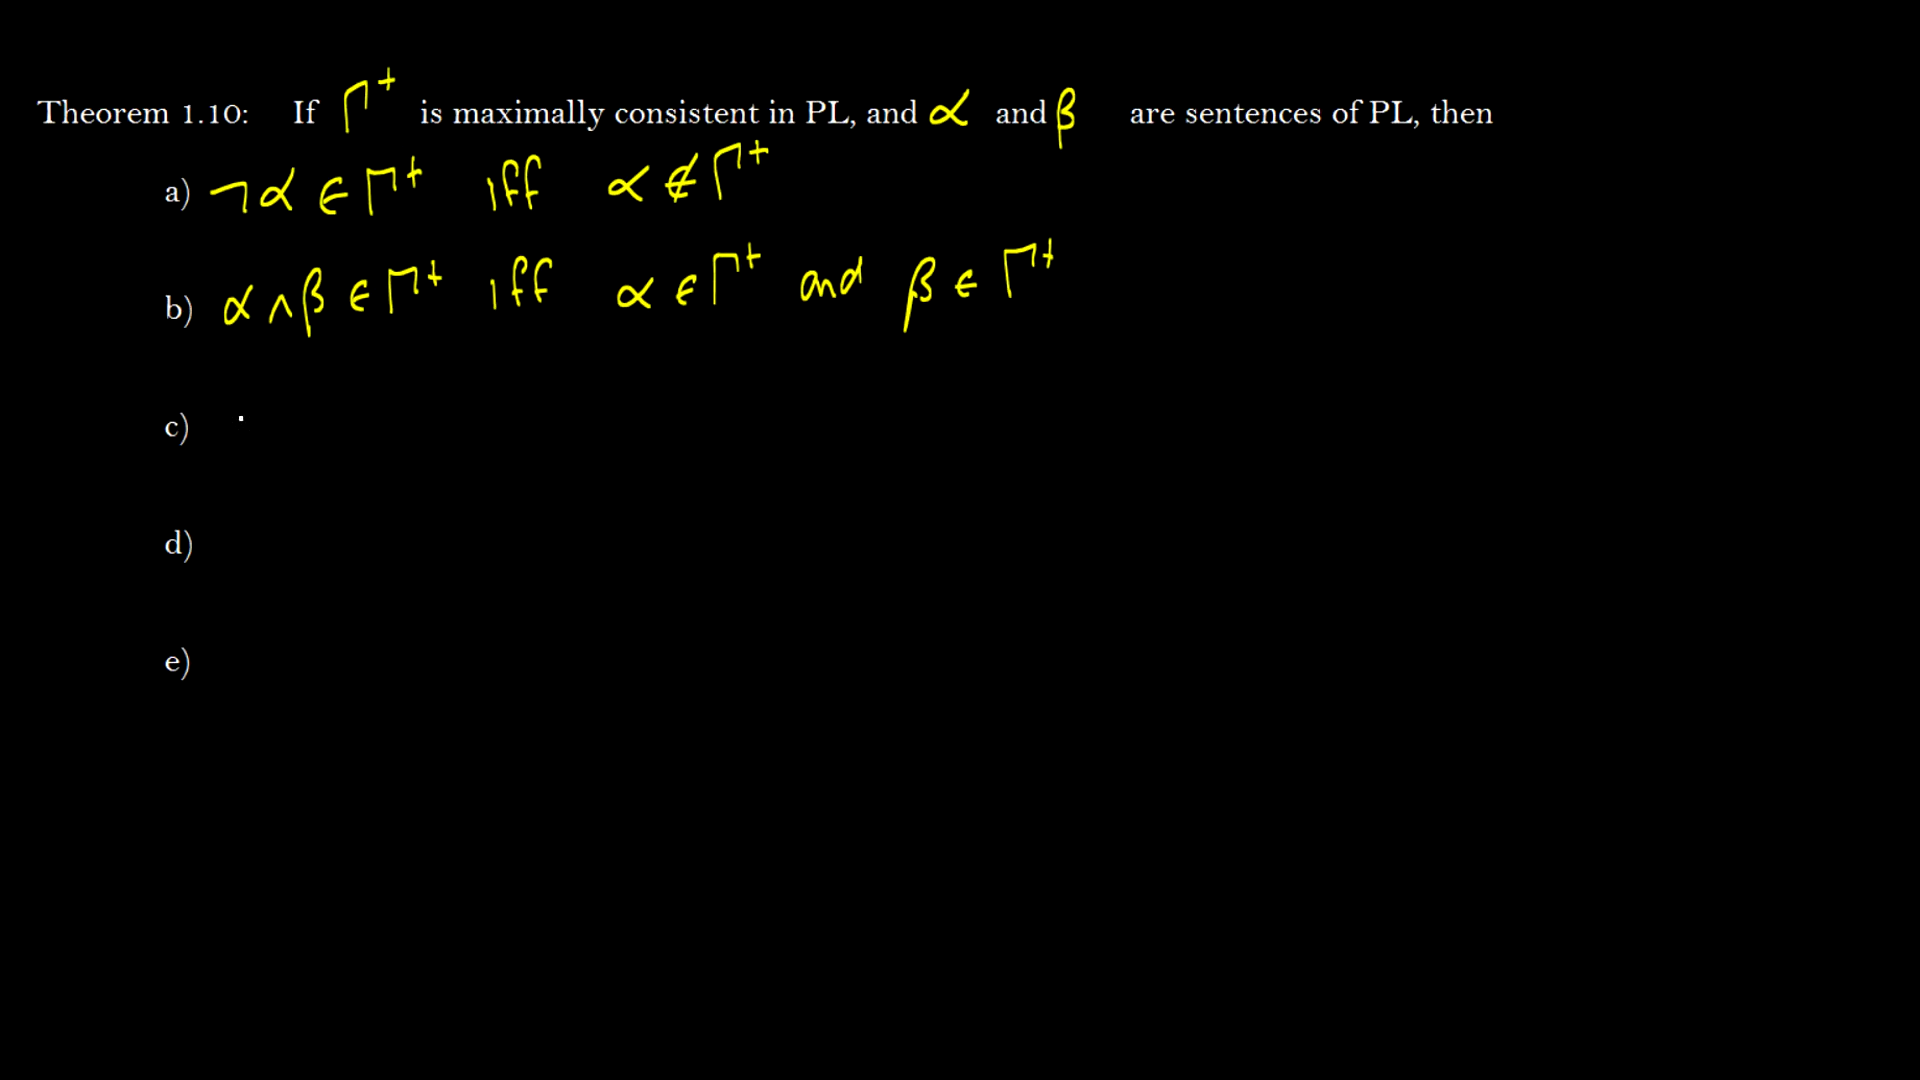 Theorem 1.10: If Γ⁺ is maximally consistent in PL, and α and β are sentences of PL, then
a) ¬α ∈ Γ⁺ iff α ∉ Γ⁺
b) α ∧ β ∈ Γ⁺ iff α ∈ Γ⁺ and β ∈ Γ⁺
c)
d)
e)